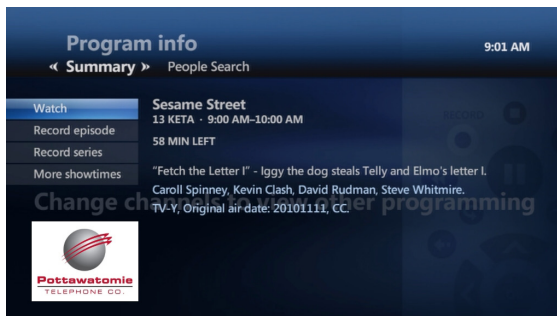 Program info
9:01 AM
« Summary » People Search
Watch
Record episode
Record series
More showtimes
Sesame Street
13 KETA · 9:00 AM–10:00 AM
58 MIN LEFT
"Fetch the Letter I" - Iggy the dog steals Telly and Elmo's letter I.
Caroll Spinney, Kevin Clash, David Rudman, Steve Whitmire.
TV-Y, Original air date: 20101111, CC.
Change channels to view other programming
RECORD
Pottawatomie
TELEPHONE CO.